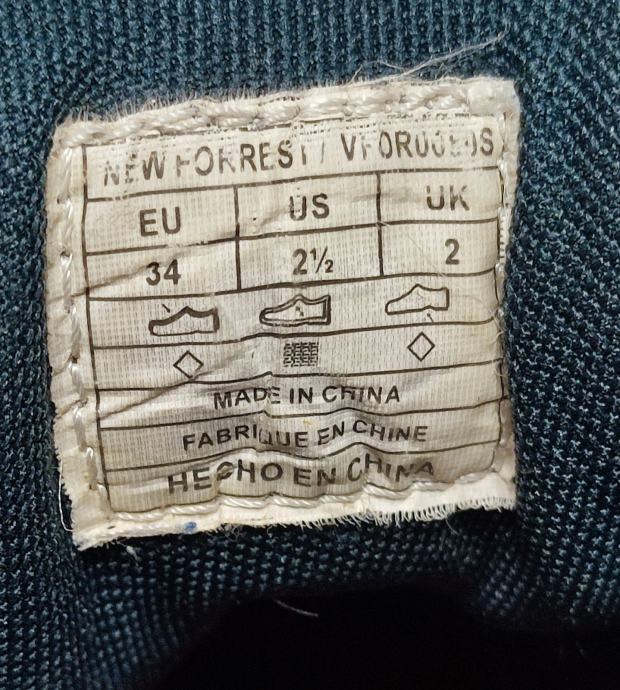 NEW FORREST /
EU US UK
34 2½ 2
MADE IN CHINA
FABRIQUE EN CHINE
HECHO EN CHINA